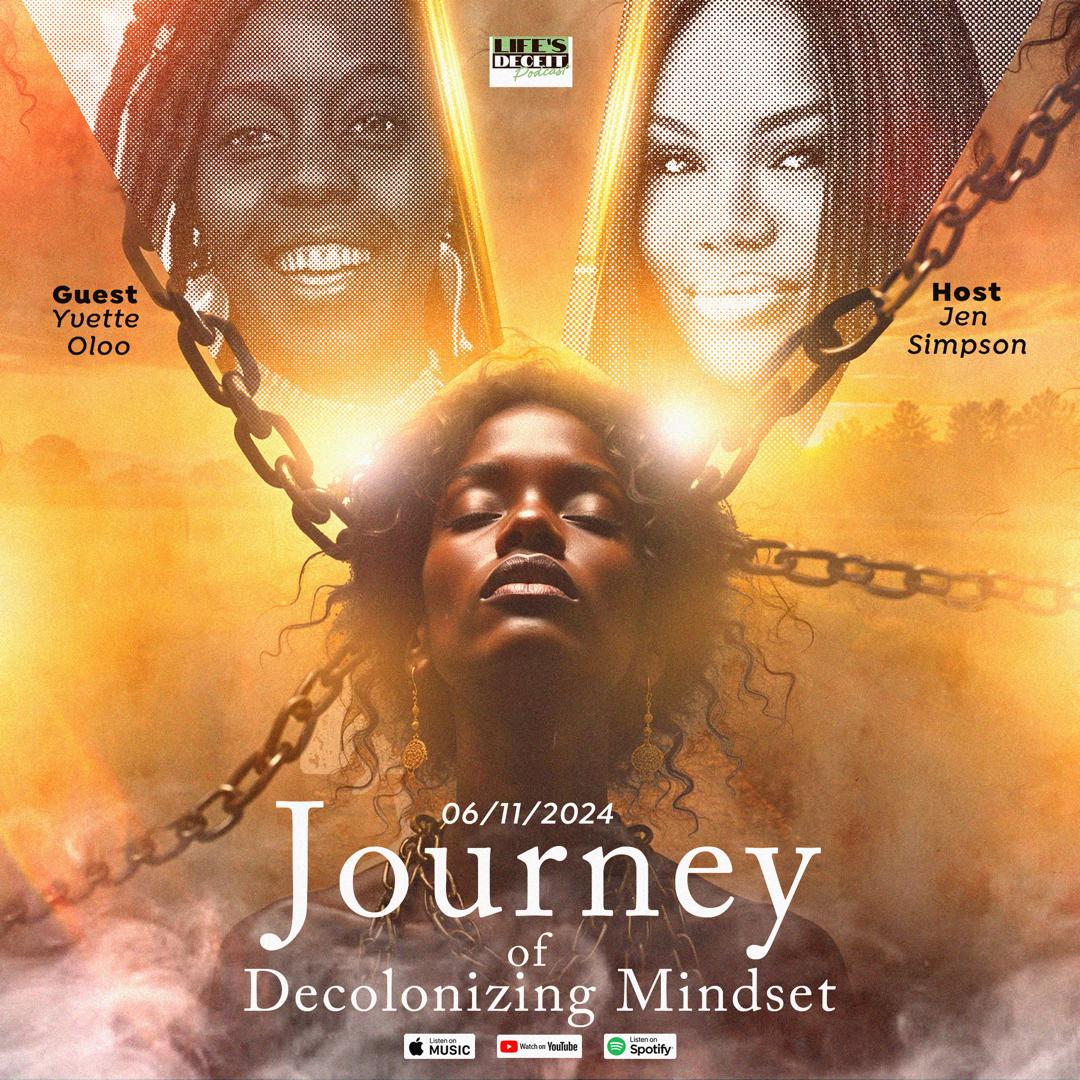 LIFE'S
DECEIT
Podcast
Guest
Yvette
Oloo
Host
Jen
Simpson
06/11/2024
Journey
of
Decolonizing Mindset
Listen on
MUSIC
Watch on YouTube
Listen on
Spotify